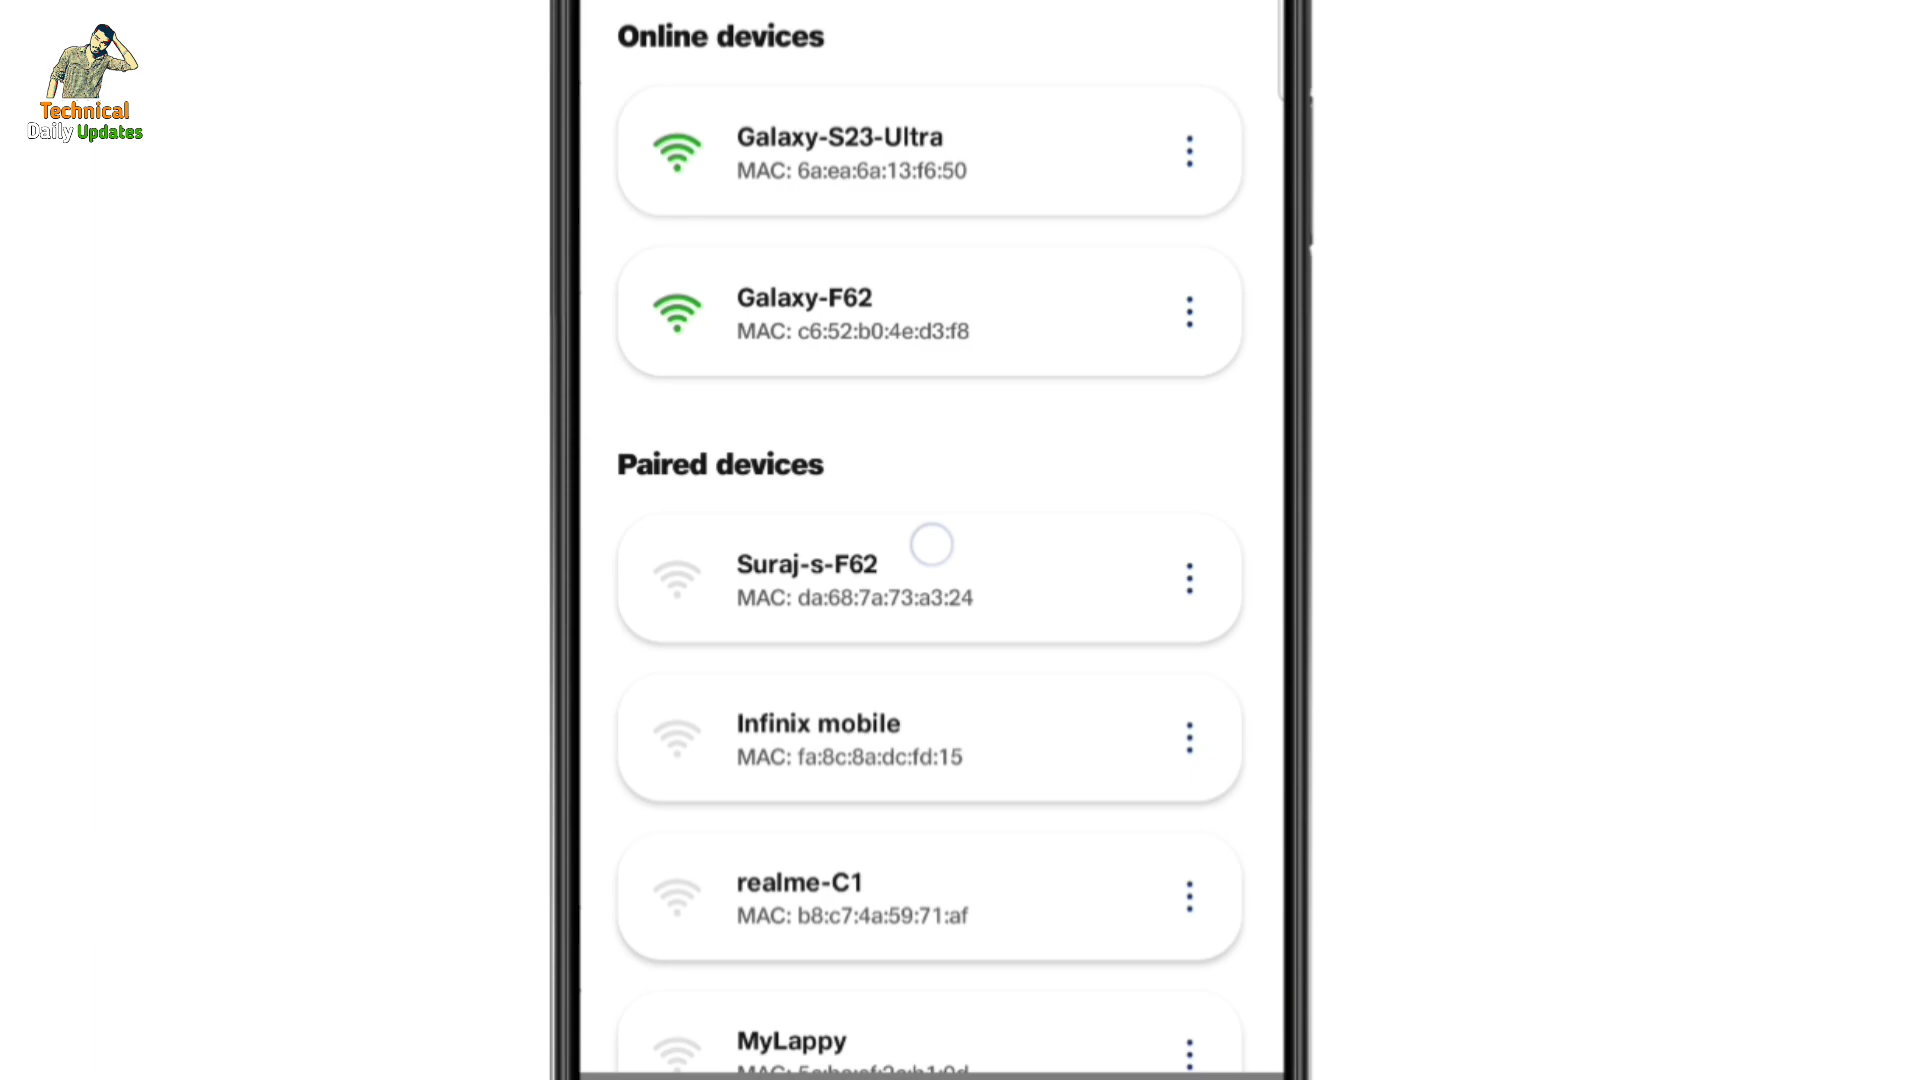 Technical
Daily Updates
Online devices
Galaxy-S23-Ultra
MAC: 6a:ea:6a:13:f6:50
Galaxy-F62
MAC: c6:52:b0:4e:d3:f8
Paired devices
Suraj-s-F62
MAC: da:68:7a:73:a3:24
Infinix mobile
MAC: fa:8c:8a:dc:fd:15
realme-C1
MAC: b8:c7:4a:59:71:af
MyLappy
MAC: